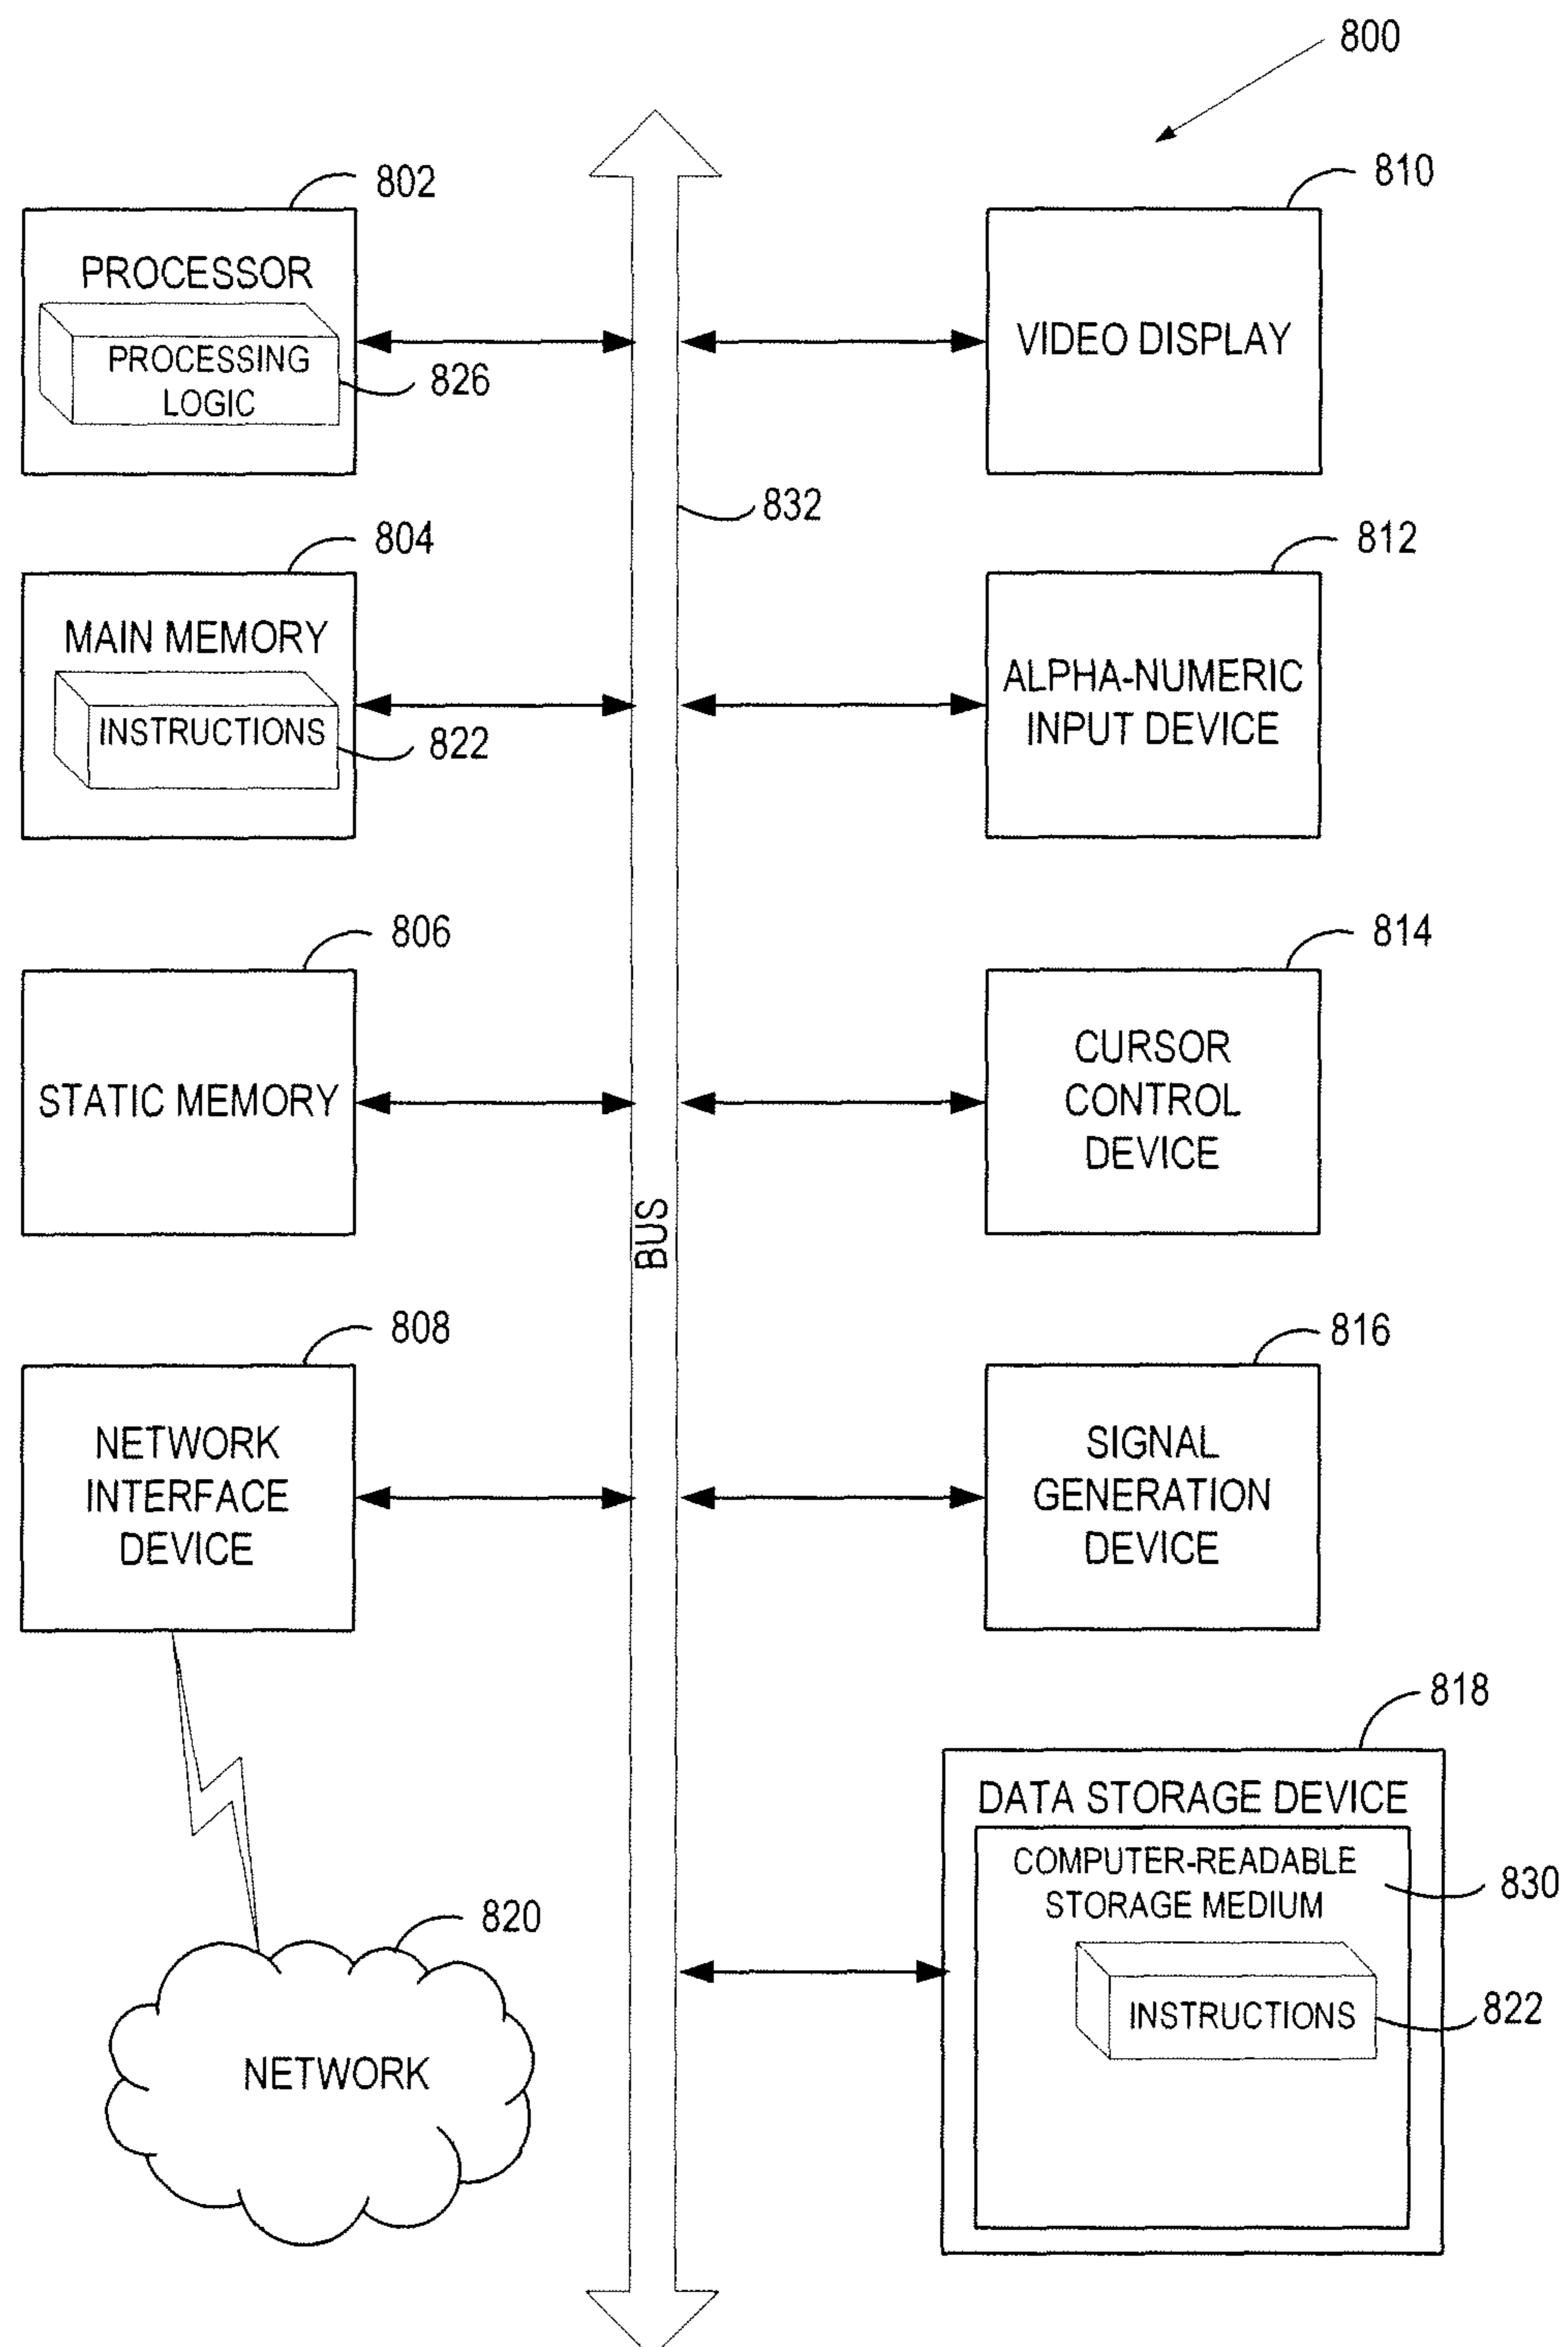 800
802
PROCESSOR
PROCESSING
LOGIC
826
810
VIDEO DISPLAY
832
804
MAIN MEMORY
INSTRUCTIONS
822
812
ALPHA-NUMERIC
INPUT DEVICE
806
STATIC MEMORY
814
CURSOR
CONTROL
DEVICE
BUS
808
NETWORK
INTERFACE
DEVICE
816
SIGNAL
GENERATION
DEVICE
818
DATA STORAGE DEVICE
COMPUTER-READABLE
STORAGE MEDIUM
830
INSTRUCTIONS
822
820
NETWORK